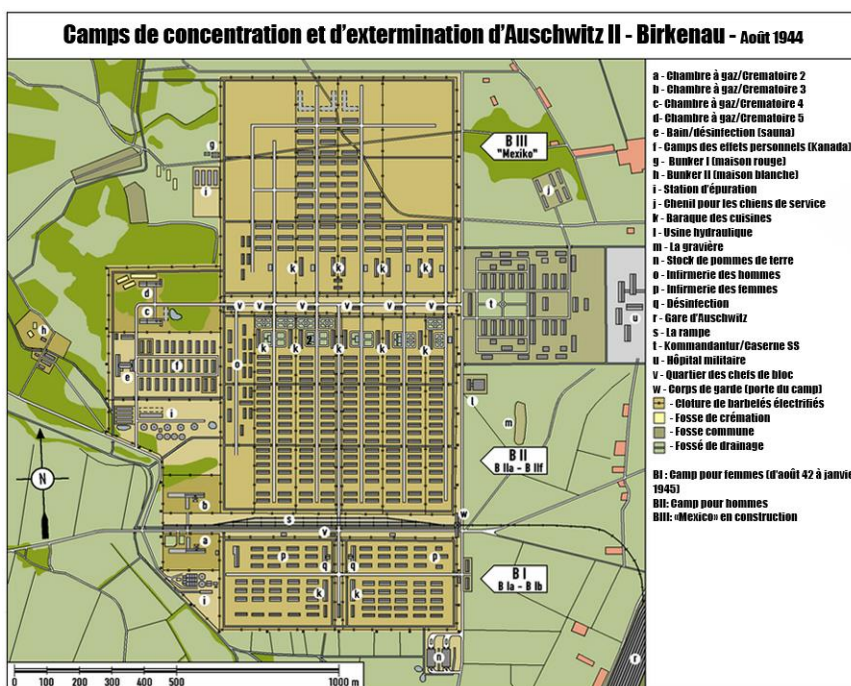 Camps de concentration et d'extermination d'Auschwitz II - Birkenau - Août 1944
a - Chambre à gaz/Crematoire 2
b - Chambre à gaz/Crematoire 3
c- Chambre à gaz/Crematoire 4
d- Chambre à gaz/Crematoire 5
e - Bain/désinfection (sauna)
f - Camps des effets personnels (Kanada)
g - Bunker I (maison rouge)
h - Bunker II (maison blanche)
i - Station d'épuration
j - Chenil pour les chiens de service
k - Baraque des cuisines
l - Usine hydraulique
m - La gravière
n - Stock de pommes de terre
o - Infirmerie des hommes
p - Infirmerie des femmes
q - Désinfection
r - Gare d'Auschwitz
s - La rampe
t - Kommandantur/Caserne SS
u - Hôpital militaire
v - Quartier des chefs de bloc
w - Corps de garde (porte du camp)
- Cloture de barbelés électrifiés
- Fosse de crémation
- Fosse commune
- Fossé de drainage
BI : Camp pour femmes (d'août 42 à janvie
1945)
BII: Camp pour hommes
BIII: «Mexico» en construction
B III
"Mexiko"
g
i
j
k k k k
d
c
v v v v v
t
u
h
o
k k k k k
e
f
l
i
m
B II
B IIa - B IIf
N
b
s
w
v
a
p
p
q q
B I
B Ia - B Ib
k k
i
n
r
0 100 200 300 400 500 1000 m